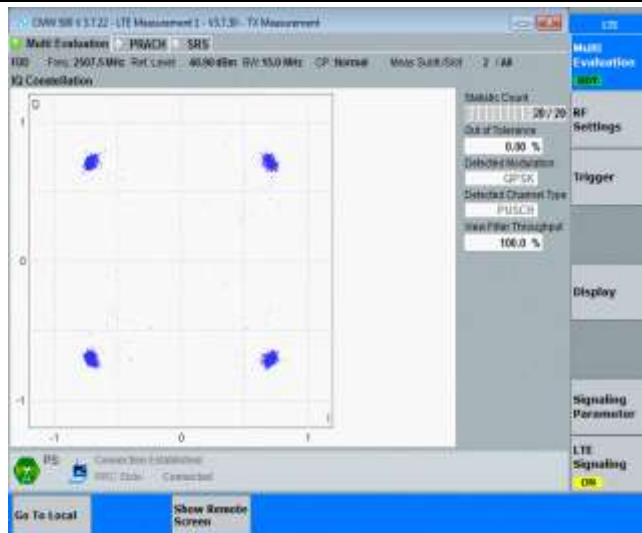 CMW 500 V 3.7.22 - LTE Measurement 1 - V3.7.30 - TX Measurement
Multi Evaluation PRACH SRS
FDD Freq: 2507.5 MHz Ref. Level: 40.90 dBm BW: 15.0 MHz CP: Normal Meas Subfr/Slot 2 / All
IQ Constellation
Q
1
0
-1
-1 0 1
I
Statistic Count
20 / 20
Out of Tolerance
0.00 %
Detected Modulation
QPSK
Detected Channel Type
PUSCH
View Filter Throughput
100.0 %
PS
Connection Established
RRC State Connected
LTE
Multi
Evaluation
RDY
RF
Settings
Trigger
Display
Signaling
Parameter
LTE
Signaling
ON
Go To Local
Show Remote
Screen